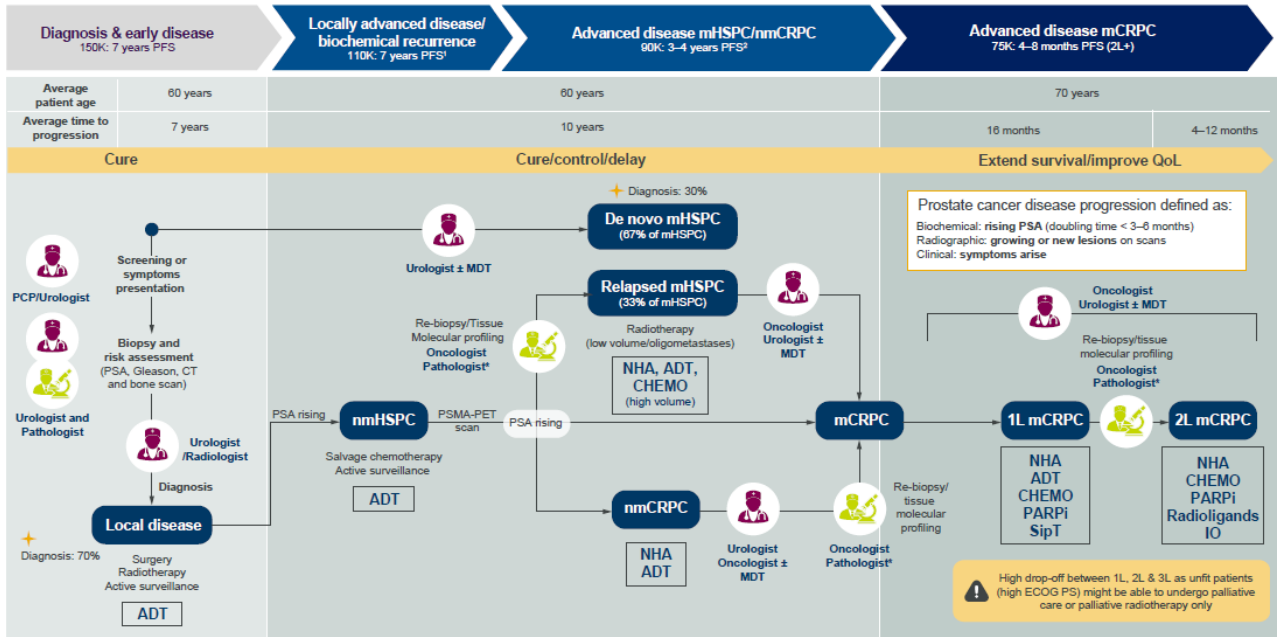 Diagnosis & early disease
150K: 7 years PFS
Locally advanced disease/
biochemical recurrence
110K: 7 years PFS¹
Advanced disease mHSPC/nmCRPC
90K: 3–4 years PFS²
Advanced disease mCRPC
75K: 4–8 months PFS (2L+)
Average
patient age
60 years
60 years
70 years
Average time to
progression
7 years
10 years
16 months
4–12 months
Cure
Cure/control/delay
Extend survival/improve QoL
PCP/Urologist
Urologist and
Pathologist
Screening or
symptoms
presentation
Biopsy and
risk assessment
(PSA, Gleason, CT
and bone scan)
Urologist
/Radiologist
Diagnosis
Local disease
Diagnosis: 70%
Surgery
Radiotherapy
Active surveillance
ADT
PSA rising
Urologist ± MDT
nmHSPC
Salvage chemotherapy
Active surveillance
ADT
PSMA-PET
scan
PSA rising
Re-biopsy/Tissue
Molecular profiling
Oncologist
Pathologist*
Diagnosis: 30%
De novo mHSPC
(67% of mHSPC)
Relapsed mHSPC
(33% of mHSPC)
Radiotherapy
(low volume/oligometastases)
NHA, ADT,
CHEMO
(high volume)
Oncologist
Urologist ±
MDT
nmCRPC
NHA
ADT
Urologist
Oncologist ±
MDT
mCRPC
Oncologist
Pathologist*
Re-biopsy/
tissue
molecular
profiling
Prostate cancer disease progression defined as:
Biochemical: rising PSA (doubling time < 3–6 months)
Radiographic: growing or new lesions on scans
Clinical: symptoms arise
Oncologist
Urologist ± MDT
Re-biopsy/tissue
molecular profiling
Oncologist
Pathologist*
1L mCRPC
NHA
ADT
CHEMO
PARPi
SipT
2L mCRPC
NHA
CHEMO
PARPi
Radioligands
IO
High drop-off between 1L, 2L & 3L as unfit patients
(high ECOG PS) might be able to undergo palliative
care or palliative radiotherapy only